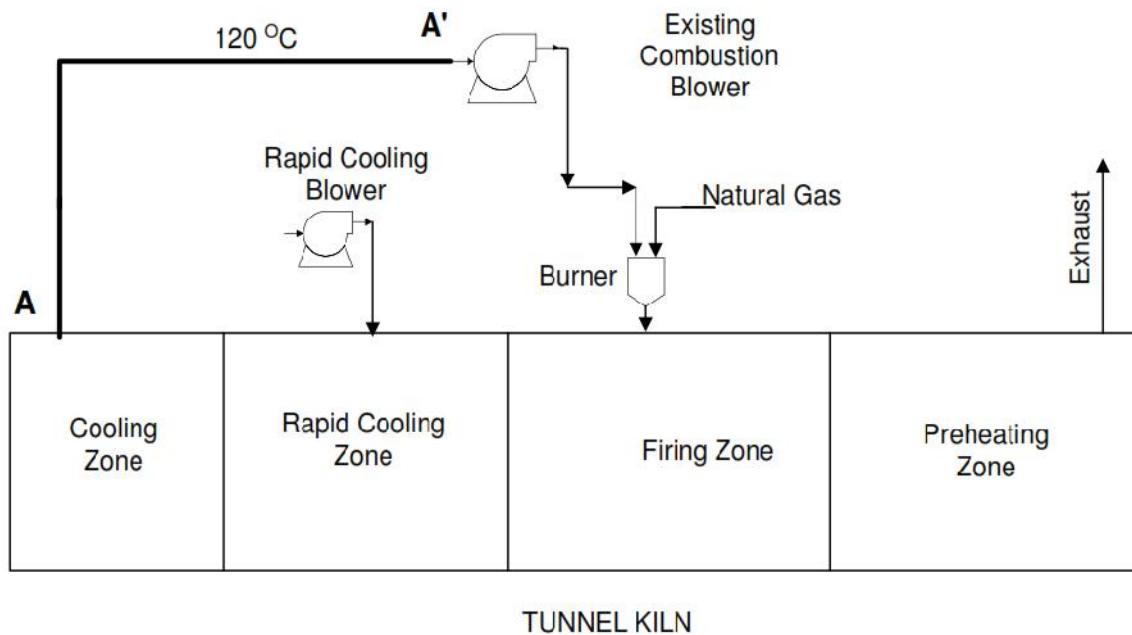 120 °C
A'
Existing
Combustion
Blower
Rapid Cooling
Blower
Natural Gas
Burner
Exhaust
A
Cooling
Zone
Rapid Cooling
Zone
Firing Zone
Preheating
Zone
TUNNEL KILN